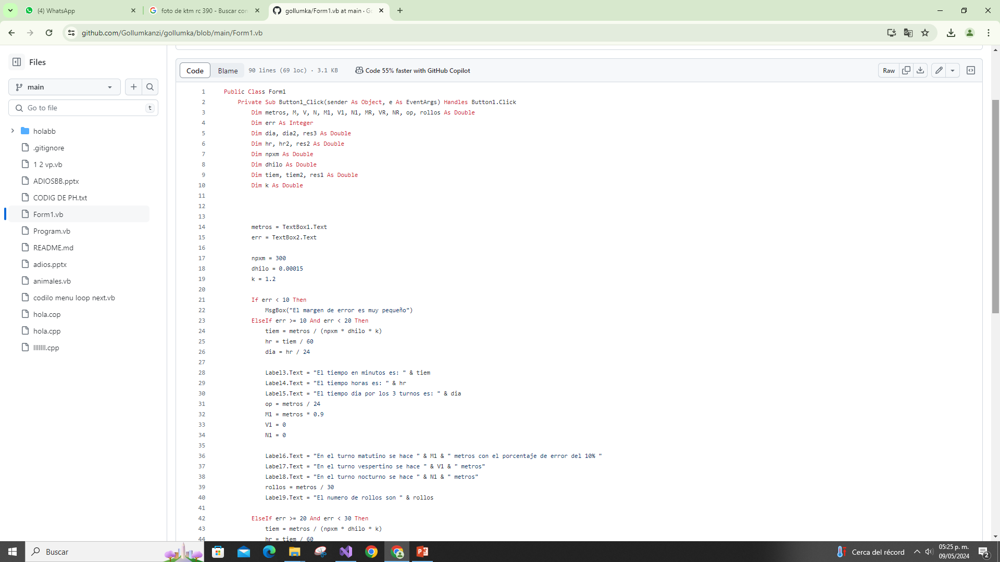 (4) WhatsApp
foto de ktm rc 390 - Buscar con
gollumka/Form1.vb at main · Gc
github.com/Gollumkanzi/gollumka/blob/main/Form1.vb
Files
main
Go to file
t
holabb
.gitignore
1 2 vp.vb
ADIOSBB.pptx
CODIG DE PH.txt
Form1.vb
Program.vb
README.md
adios.pptx
animales.vb
codilo menu loop next.vb
hola.cop
hola.cpp
lllllll.cpp
Code Blame 90 lines (69 loc) · 3.1 KB Code 55% faster with GitHub Copilot Raw
1 Public Class Form1
2 Private Sub Button1_Click(sender As Object, e As EventArgs) Handles Button1.Click
3 Dim metros, M, V, N, M1, V1, N1, MR, VR, NR, op, rollos As Double
4 Dim err As Integer
5 Dim dia, dia2, res3 As Double
6 Dim hr, hr2, res2 As Double
7 Dim npxm As Double
8 Dim dhilo As Double
9 Dim tiem, tiem2, res1 As Double
10 Dim k As Double
11
12
13
14 metros = TextBox1.Text
15 err = TextBox2.Text
16
17 npxm = 300
18 dhilo = 0.00015
19 k = 1.2
20
21 If err < 10 Then
22 MsgBox("El margen de error es muy pequeño")
23 ElseIf err >= 10 And err < 20 Then
24 tiem = metros / (npxm * dhilo * k)
25 hr = tiem / 60
26 dia = hr / 24
27
28 Label3.Text = "El tiempo en minutos es: " & tiem
29 Label4.Text = "El tiempo horas es: " & hr
30 Label5.Text = "El tiempo dia por los 3 turnos es: " & dia
31 op = metros / 24
32 M1 = metros * 0.9
33 V1 = 0
34 N1 = 0
35
36 Label6.Text = "En el turno matutino se hace " & M1 & " metros con el porcentaje de error del 10% "
37 Label7.Text = "En el turno vespertino se hace " & V1 & " metros"
38 Label8.Text = "En el turno nocturno se hace " & N1 & " metros"
39 rollos = metros / 30
40 Label9.Text = "El numero de rollos son " & rollos
41
42 ElseIf err >= 20 And err < 30 Then
43 tiem = metros / (npxm * dhilo * k)
44 hr = tiem / 60
Buscar
Cerca del récord
05:25 p. m.
09/05/2024
2